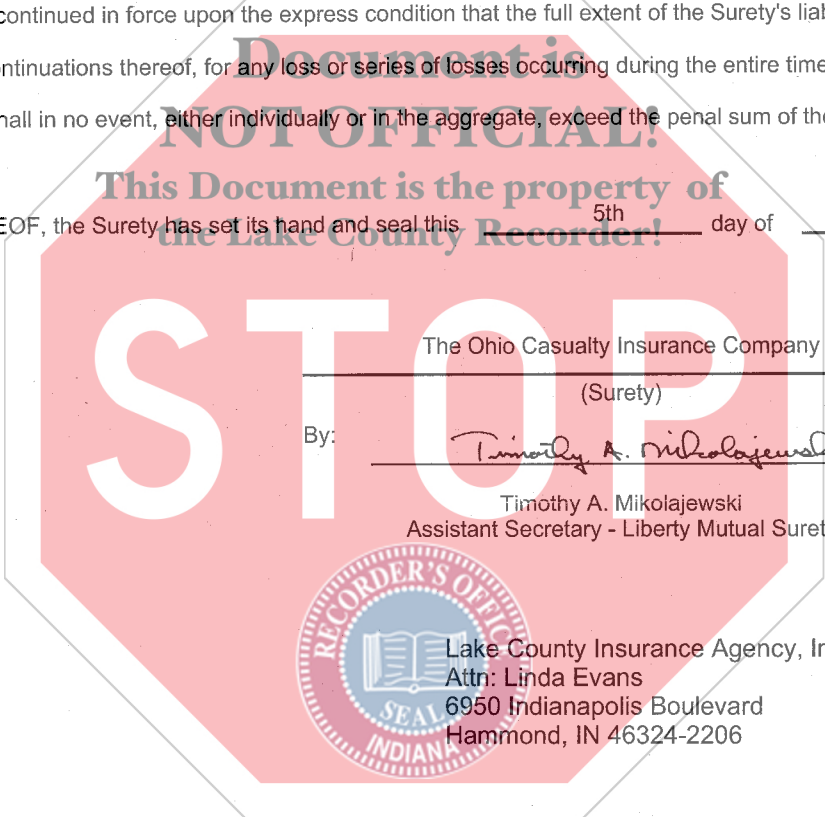 continued in force upon the express condition that the full extent of the Surety's
Document is
ntinuations thereof, for any loss or series of losses occurring during the entire time
NOT OFFICIAL!
hall in no event, either individually or in the aggregate, exceed the penal sum of the
This Document is the property of
EOF, the Surety has set its hand and seal this 5th day of
the Lake County Recorder!
STOP
The Ohio Casualty Insurance Company
(Surety)
By: Timothy A. Mikolajewski
Timothy A. Mikolajewski
Assistant Secretary - Liberty Mutual Suret
RECORDER'S OFFIC
SEAL
INDIANA
Lake County Insurance Agency, In
Attn: Linda Evans
6950 Indianapolis Boulevard
Hammond, IN 46324-2206